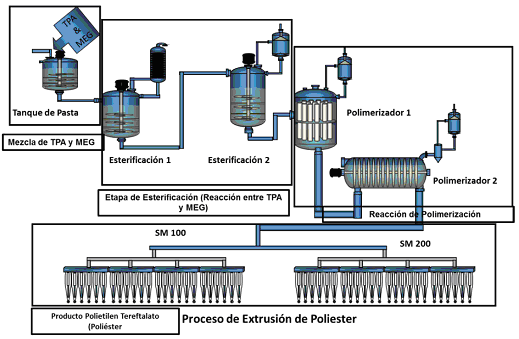 TPA
&
MEG
Tanque de Pasta
Mezcla de TPA y MEG
Esterificación 1
Esterificación 2
Etapa de Esterificación (Reacción entre TPA
y MEG)
Polimerizador 1
Polimerizador 2
Reacción de Polimerización
SM 100
SM 200
Producto Polietilen Tereftalato
(Poliéster
Proceso de Extrusión de Poliester